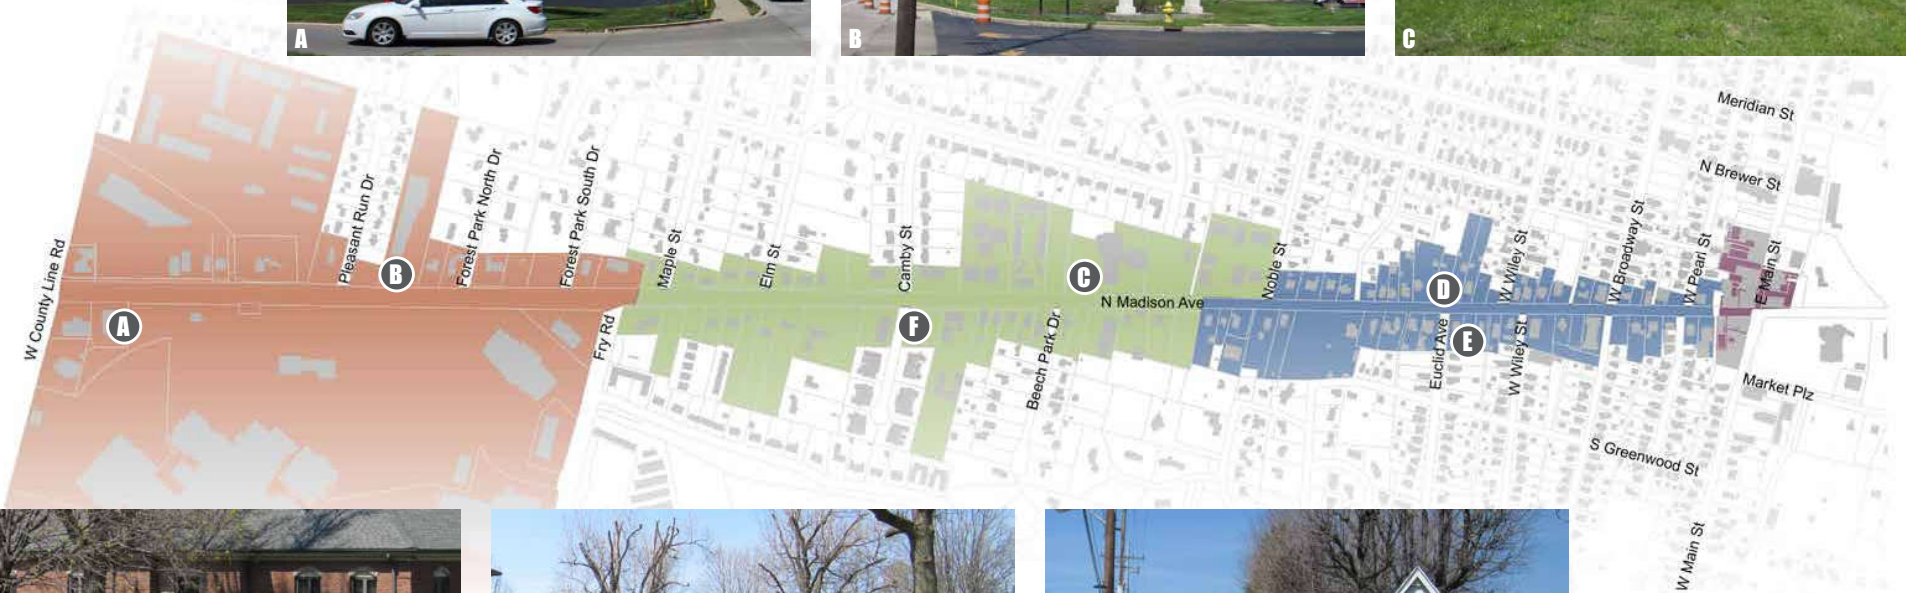 A
B
C
Meridian St
N Brewer St
W County Line Rd
Pleasant Run Dr
B
Forest Park North Dr
Forest Park South Dr
Maple St
Elm St
Camby St
C
N Madison Ave
Noble St
D
W Wiley St
W Broadway St
W Pearl St
E Main St
A
Fry Rd
F
Beech Park Dr
Euclid Ave
E
W Wiley St
Market Plz
S Greenwood St
W Main St